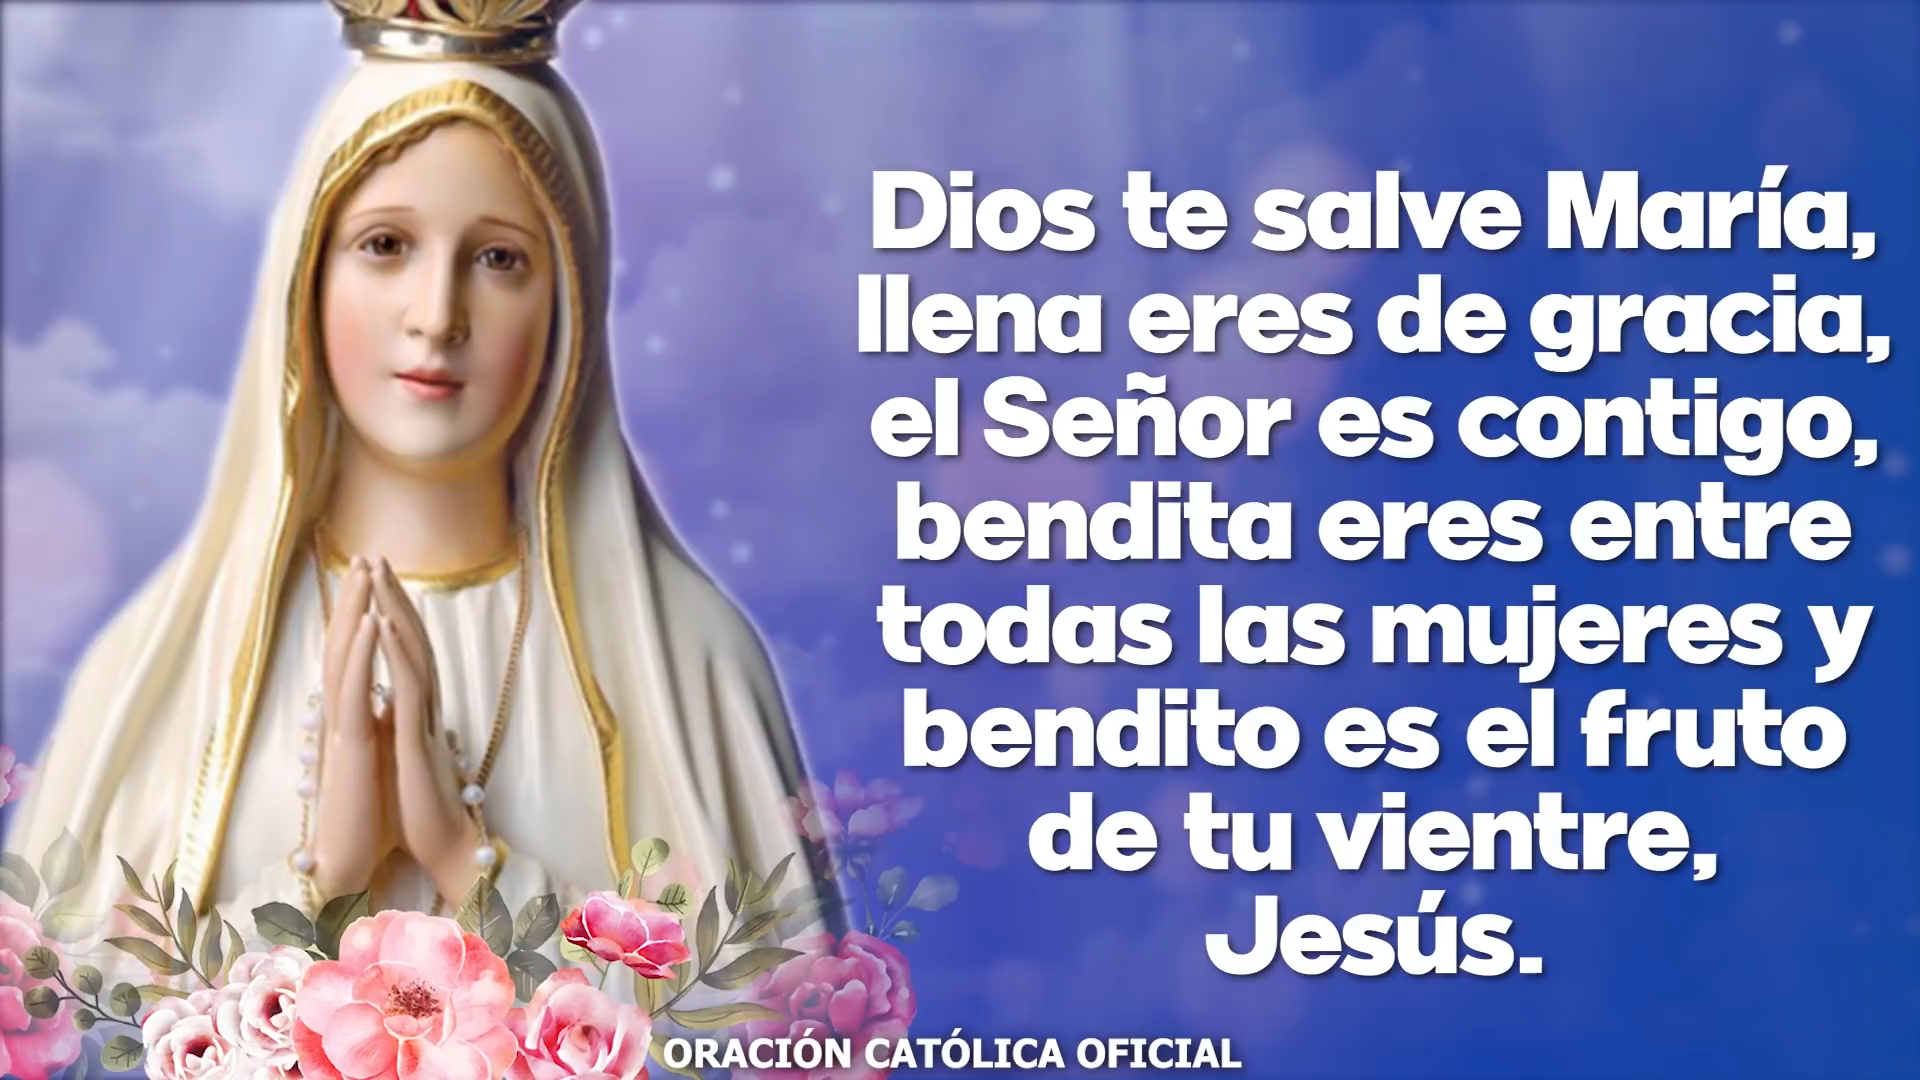 Dios te salve María,
llena eres de gracia,
el Señor es contigo,
bendita eres entre
todas las mujeres y
bendito es el fruto
de tu vientre,
Jesús.
ORACIÓN CATÓLICA OFICIAL